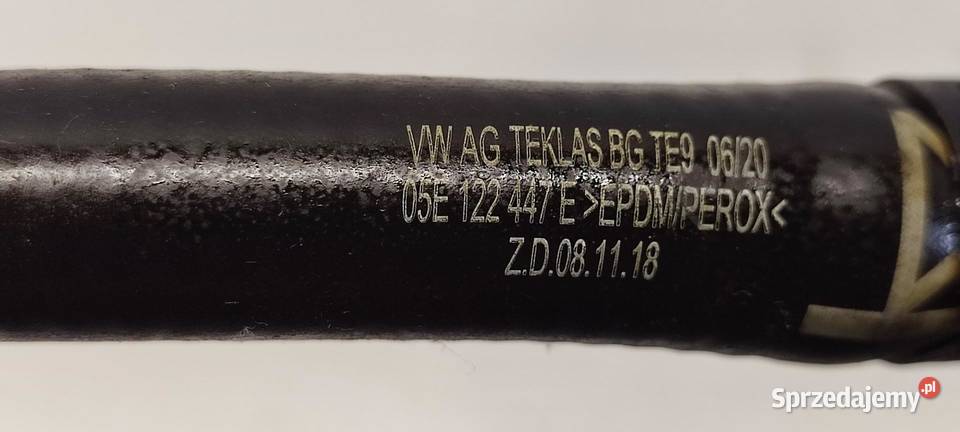 VW AG TEKLAS BG TE9 06/20
05E 122 447 E >EPDM/PEROX<
Z.D.08.11.18
Sprzedajemy.pl